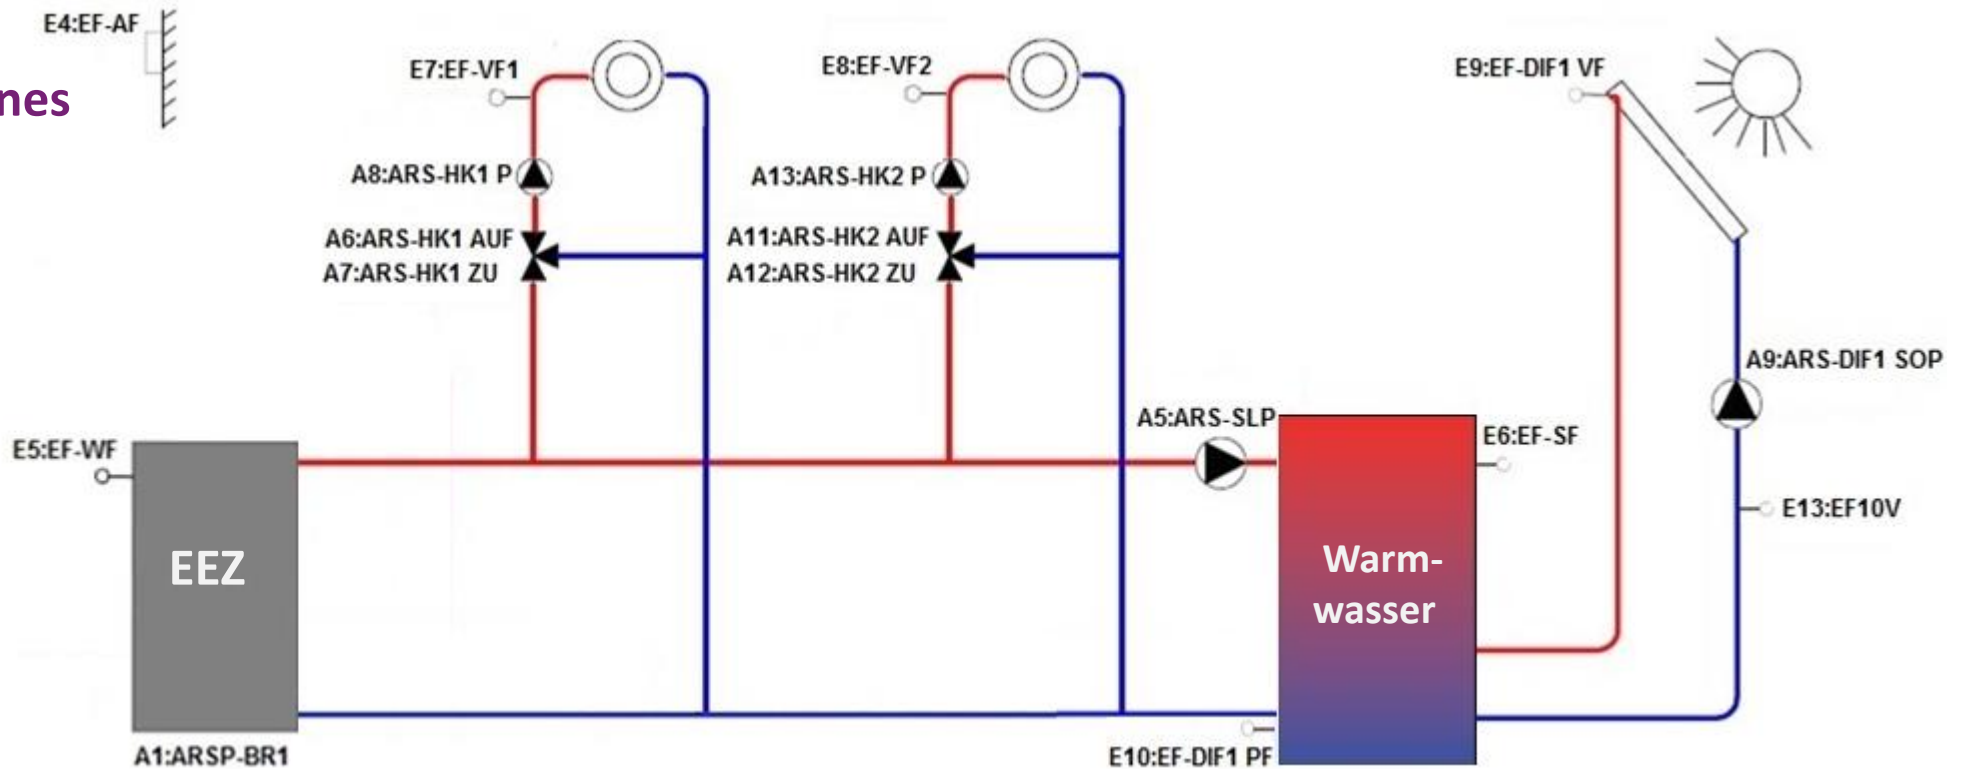 E4:EF-AF
nes
E7:EF-VF1
E8:EF-VF2
E9:EF-DIF1 VF
A8:ARS-HK1 P
A13:ARS-HK2 P
A6:ARS-HK1 AUF
A7:ARS-HK1 ZU
A11:ARS-HK2 AUF
A12:ARS-HK2 ZU
A9:ARS-DIF1 SOP
A5:ARS-SLP
E6:EF-SF
E5:EF-WF
E13:EF10V
EEZ
Warm-
wasser
A1:ARSP-BR1
E10:EF-DIF1 PF